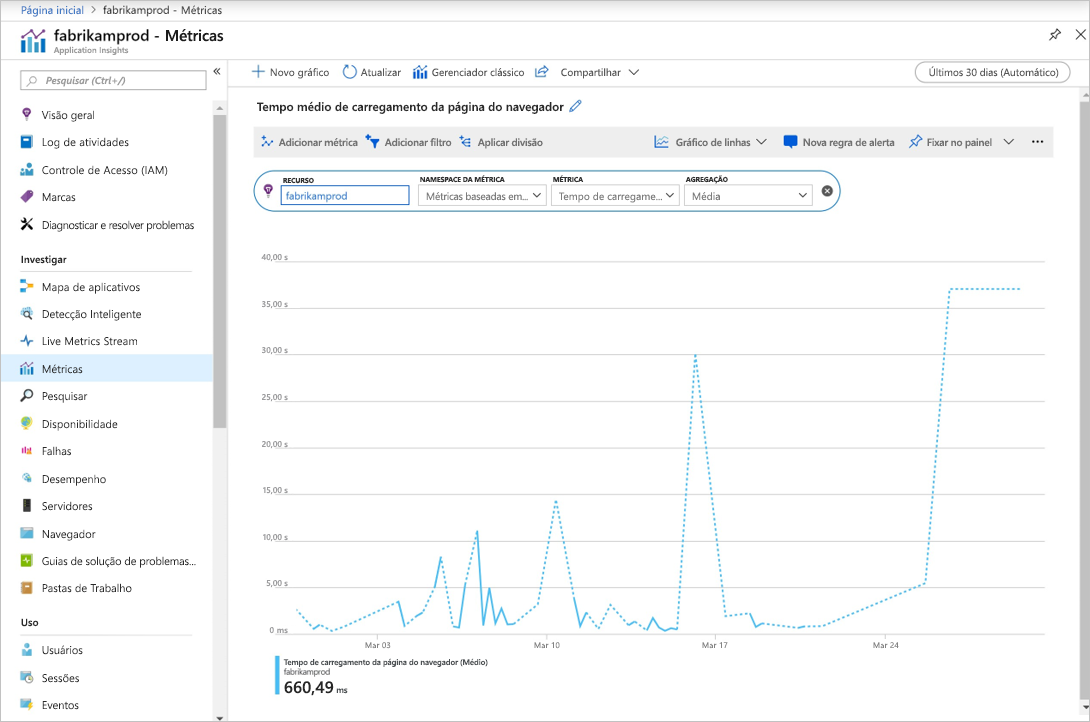 Página inicial > fabrikamprod - Métricas
fabrikamprod - Métricas
Application Insights
Pesquisar (Ctrl+/)
«
Visão geral
Log de atividades
Controle de Acesso (IAM)
Marcas
Diagnosticar e resolver problemas
Investigar
Mapa de aplicativos
Detecção Inteligente
Live Metrics Stream
Métricas
Pesquisar
Disponibilidade
Falhas
Desempenho
Servidores
Navegador
Guias de solução de problemas...
Pastas de Trabalho
Uso
Usuários
Sessões
Eventos
Novo gráfico Atualizar Gerenciador clássico Compartilhar Últimos 30 dias (Automático)
Tempo médio de carregamento da página do navegador
Adicionar métrica Adicionar filtro Aplicar divisão Gráfico de linhas Nova regra de alerta Fixar no painel ...
RECURSO NAMESPACE DA MÉTRICA MÉTRICA AGREGAÇÃO
fabrikamprod Métricas baseadas em... Tempo de carregame... Média
40,00 s
35,00 s
30,00 s
25,00 s
20,00 s
15,00 s
10,00 s
5,00 s
0 ms
Mar 03 Mar 10 Mar 17 Mar 24
Tempo de carregamento da página do navegador (Médio)
fabrikamprod
660,49 ms